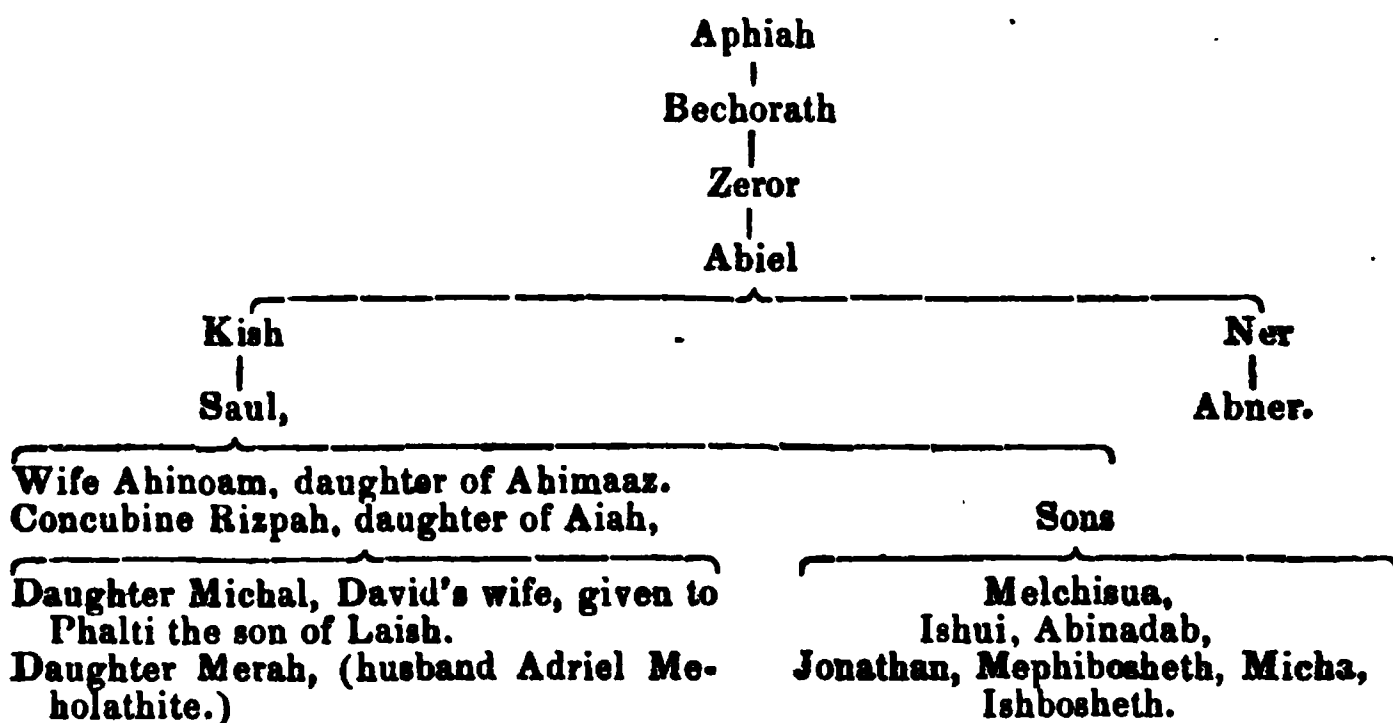 Aphiah
Bechorath
Zeror
Abiel
Kish
Ner
Saul,
Abner.
Wife Ahinoam, daughter of Ahimaaz.
Concubine Rizpah, daughter of Aiah,
Sons
Daughter Michal, David's wife, given to
Phalti the son of Laish.
Daughter Merah, (husband Adriel Me-
holathite.)
Melchisua,
Ishui, Abinadab,
Jonathan, Mephibosheth, Micha,
Ishbosheth.